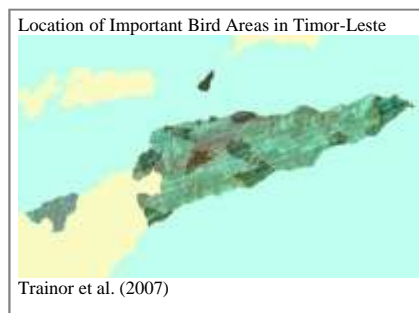 Location of Important Bird Areas in Timor-Leste
Trainor et al. (2007)